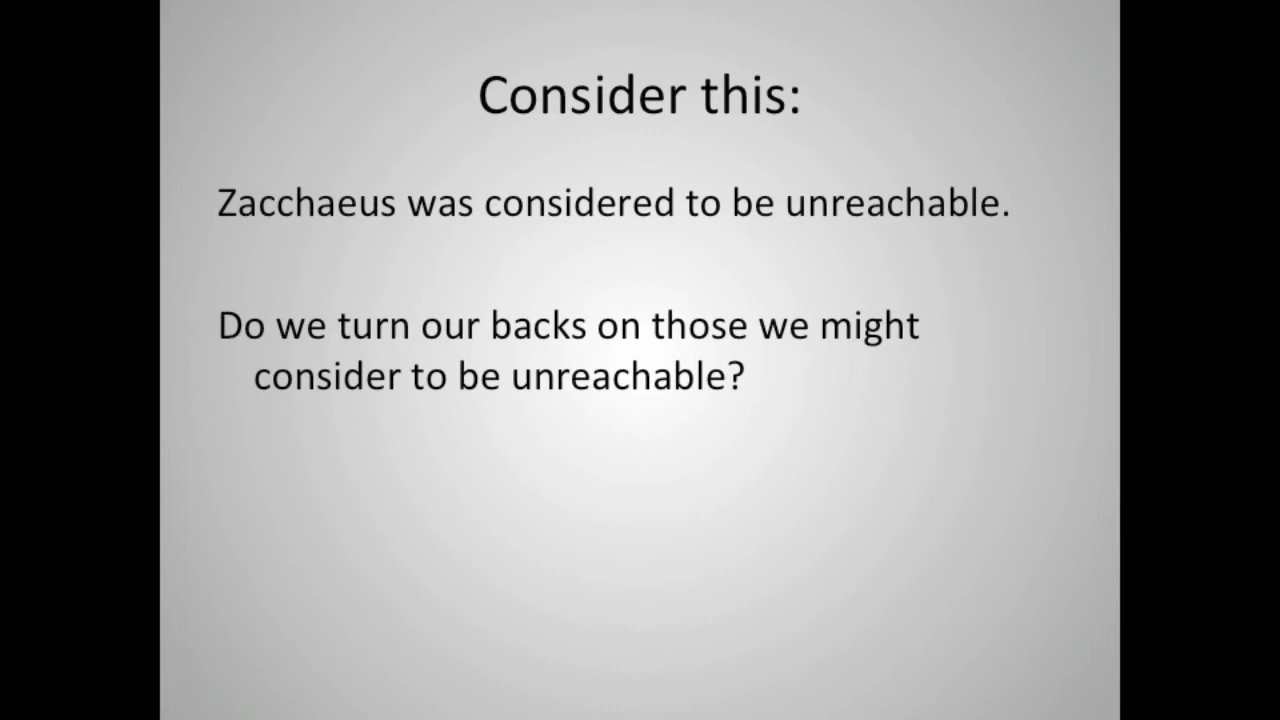 Consider this:
Zacchaeus was considered to be unreachable.
Do we turn our backs on those we might
consider to be unreachable?